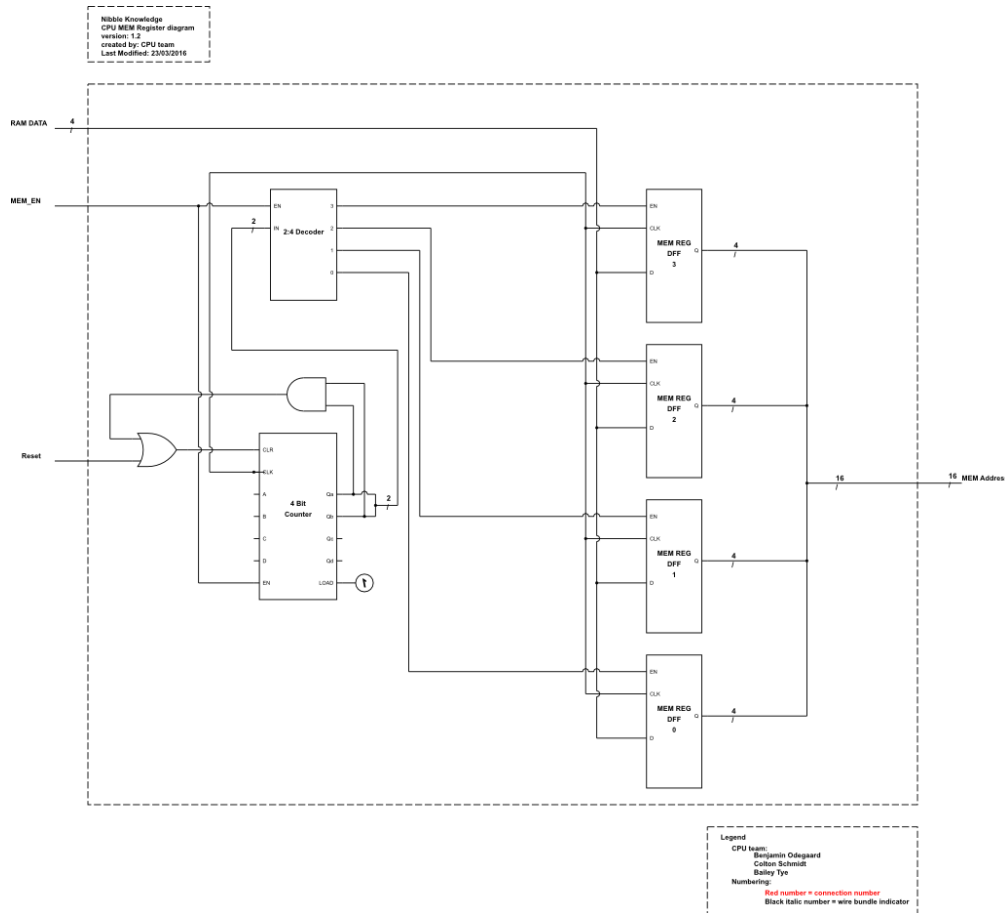 Nibble Knowledge
CPU MEM Register diagram
version: 1.2
created by: CPU team
Last Modified: 23/03/2016
RAM DATA
4
MEM_EN
Reset
EN
IN
2:4 Decoder
3
2
1
0
2
CLR
CLK
A
B
C
D
EN
4 Bit
Counter
Qa
Qb
Qc
Qd
LOAD
2
1
EN
CLK
D
MEM REG
DFF
3
Q
4
EN
CLK
D
MEM REG
DFF
2
Q
4
EN
CLK
D
MEM REG
DFF
1
Q
4
EN
CLK
D
MEM REG
DFF
0
Q
4
16
16
MEM Addres
Legend
CPU team:
Benjamin Odegaard
Colton Schmidt
Bailey Tye
Numbering:
Red number = connection number
Black italic number = wire bundle indicator